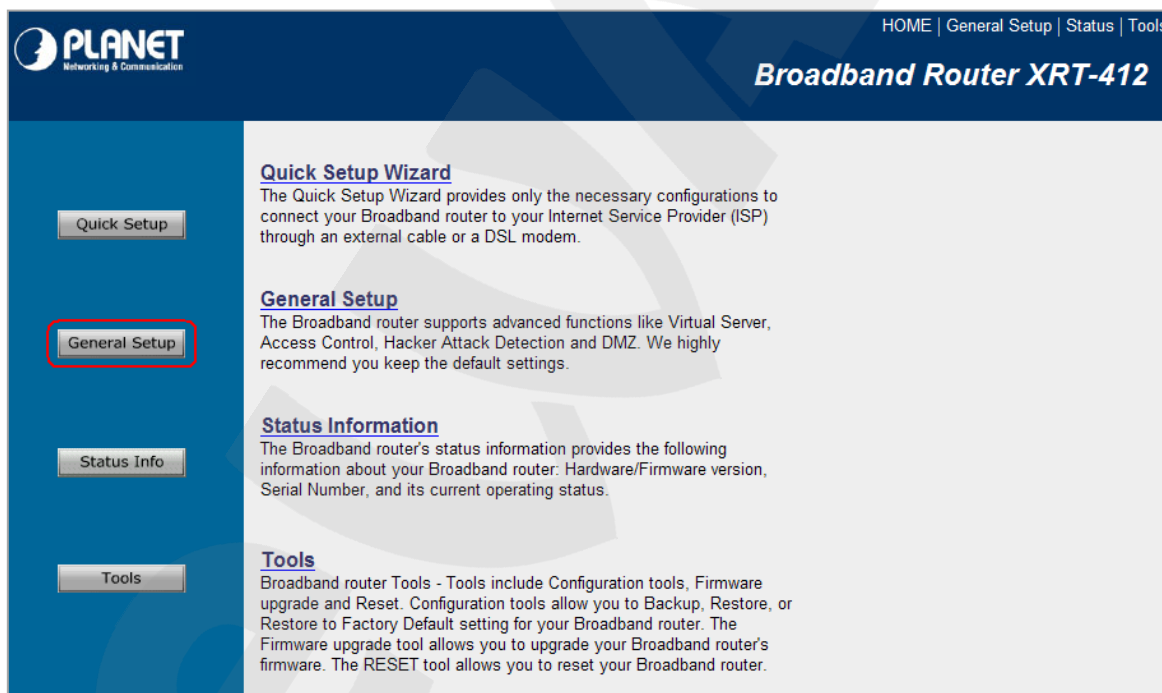 PLANET
Networking & Communication
HOME | General Setup | Status | Tools
Broadband Router XRT-412
Quick Setup
Quick Setup Wizard
The Quick Setup Wizard provides only the necessary configurations to
connect your Broadband router to your Internet Service Provider (ISP)
through an external cable or a DSL modem.
General Setup
General Setup
The Broadband router supports advanced functions like Virtual Server,
Access Control, Hacker Attack Detection and DMZ. We highly
recommend you keep the default settings.
Status Info
Status Information
The Broadband router's status information provides the following
information about your Broadband router: Hardware/Firmware version,
Serial Number, and its current operating status.
Tools
Tools
Broadband router Tools - Tools include Configuration tools, Firmware
upgrade and Reset. Configuration tools allow you to Backup, Restore, or
Restore to Factory Default setting for your Broadband router. The
Firmware upgrade tool allows you to upgrade your Broadband router's
firmware. The RESET tool allows you to reset your Broadband router.